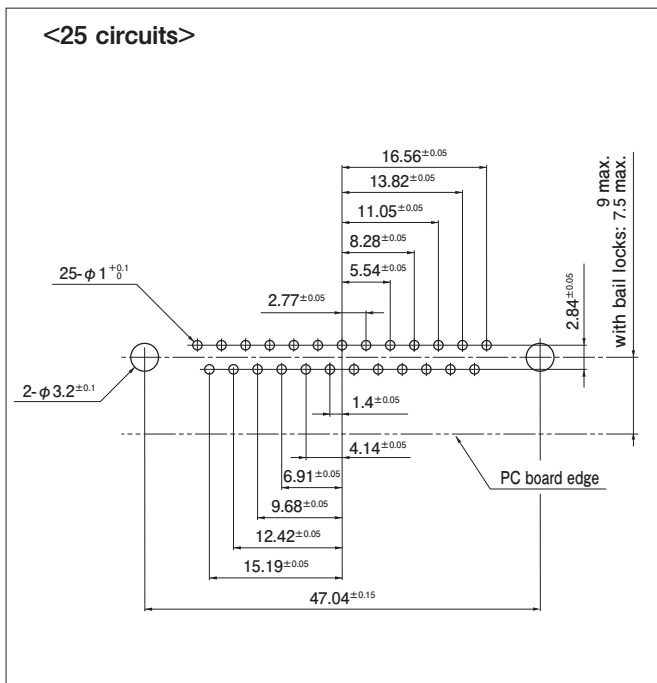 <25 circuits>
16.56±0.05
13.82±0.05
11.05±0.05
8.28±0.05
5.54±0.05
25-φ1 +0.1 0
2.77±0.05
9 max.
with bail locks: 7.5 max.
2.84±0.05
2-φ3.2±0.1
1.4±0.05
4.14±0.05
PC board edge
6.91±0.05
9.68±0.05
12.42±0.05
15.19±0.05
47.04±0.15